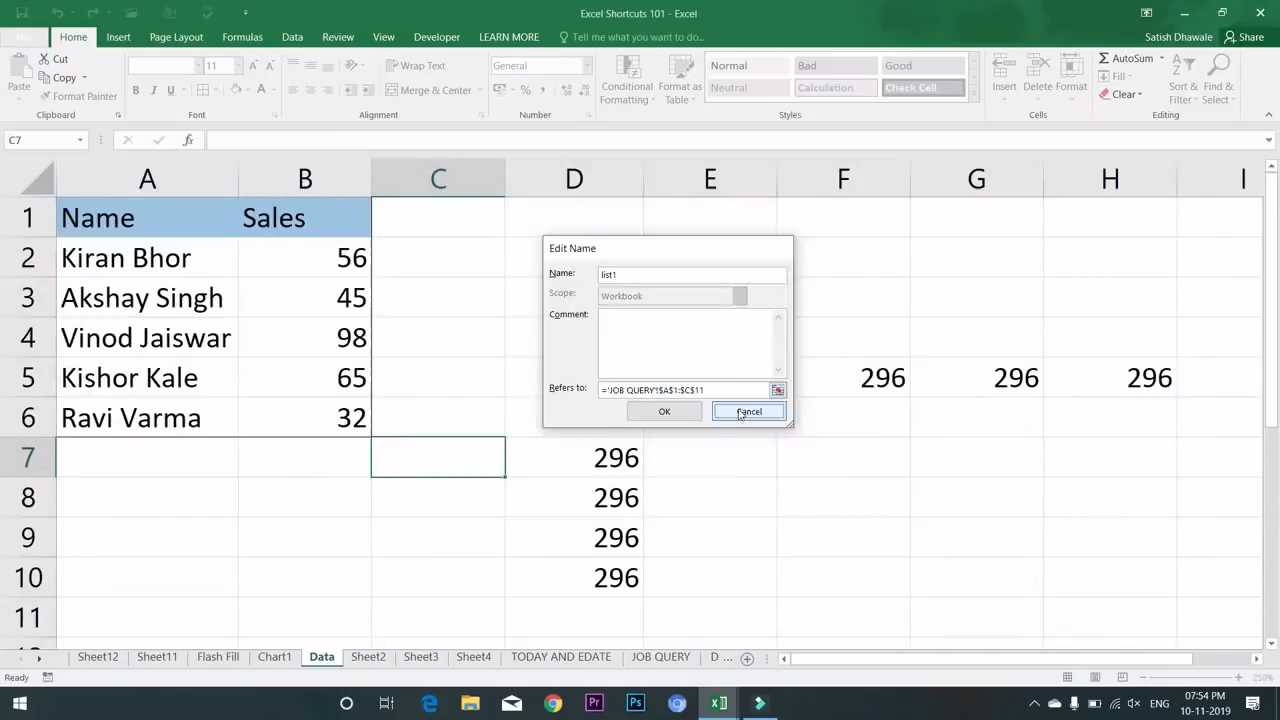 Excel Shortcuts 101 - Excel
Home Insert Page Layout Formulas Data Review View Developer LEARN MORE Tell me what you want to do... Satish Dhawale Share
Cut
Copy
Format Painter
Paste
Clipboard
11
B I U
Font
Wrap Text
Merge & Center
Alignment
General
Number
Conditional Formatting
Format as Table
Normal Bad Good
Neutral Calculation Check Cell
Styles
Insert Delete Format
Cells
AutoSum
Fill
Clear
Sort & Filter
Find & Select
Editing
C7
fx
A B C D E F G H I
1 Name Sales
2 Kiran Bhor 56
3 Akshay Singh 45
4 Vinod Jaiswar 98
5 Kishor Kale 65 296 296 296
6 Ravi Varma 32
7 296
8 296
9 296
10 296
11
Edit Name
Name: list1
Scope: Workbook
Comment:
Refers to: ='JOB QUERY'!$A$1:$C$11
OK Cancel
Sheet12 Sheet11 Flash Fill Chart1 Data Sheet2 Sheet3 Sheet4 TODAY AND EDATE JOB QUERY D ...
Ready 250%
Pr Ps ENG 07:54 PM
10-11-2019